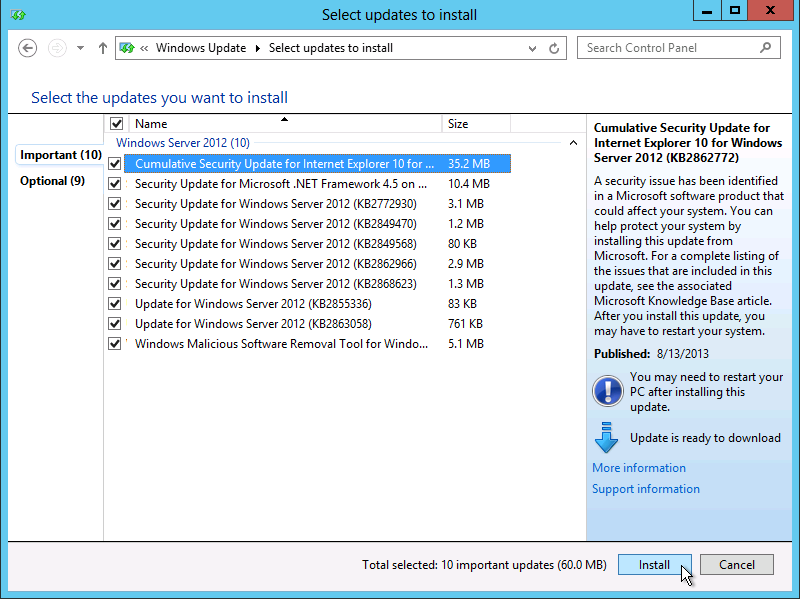 Select updates to install
« Windows Update ▸ Select updates to install
Search Control Panel
Select the updates you want to install
Important (10)
Optional (9)
Name Size
Windows Server 2012 (10)
Cumulative Security Update for Internet Explorer 10 for ... 35.2 MB
Security Update for Microsoft .NET Framework 4.5 on ... 10.4 MB
Security Update for Windows Server 2012 (KB2772930) 3.1 MB
Security Update for Windows Server 2012 (KB2849470) 1.2 MB
Security Update for Windows Server 2012 (KB2849568) 80 KB
Security Update for Windows Server 2012 (KB2862966) 2.9 MB
Security Update for Windows Server 2012 (KB2868623) 1.3 MB
Update for Windows Server 2012 (KB2855336) 83 KB
Update for Windows Server 2012 (KB2863058) 761 KB
Windows Malicious Software Removal Tool for Windo... 5.1 MB
Cumulative Security Update for
Internet Explorer 10 for Windows
Server 2012 (KB2862772)
A security issue has been identified
in a Microsoft software product that
could affect your system. You can
help protect your system by
installing this update from
Microsoft. For a complete listing of
the issues that are included in this
update, see the associated
Microsoft Knowledge Base article.
After you install this update, you
may have to restart your system.
Published: 8/13/2013
You may need to restart your
PC after installing this
update.
Update is ready to download
More information
Support information
Total selected: 10 important updates (60.0 MB)
Install
Cancel